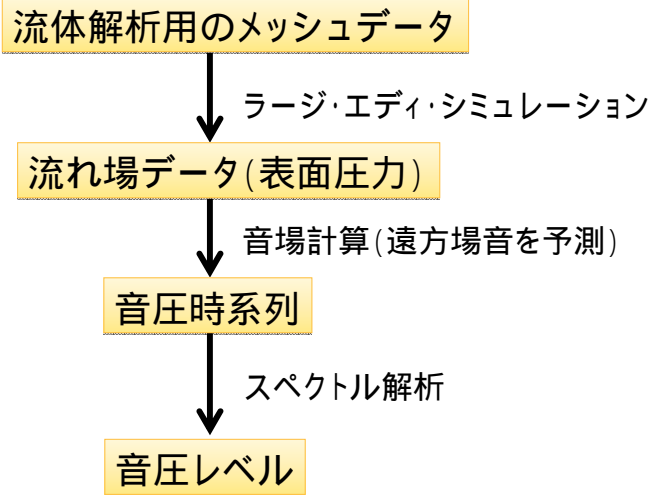 流体解析用のメッシュデータ
ラージ・エディ・シミュレーション
流れ場データ(表面圧力)
音場計算(遠方場音を予測)
音圧時系列
スペクトル解析
音圧レベル